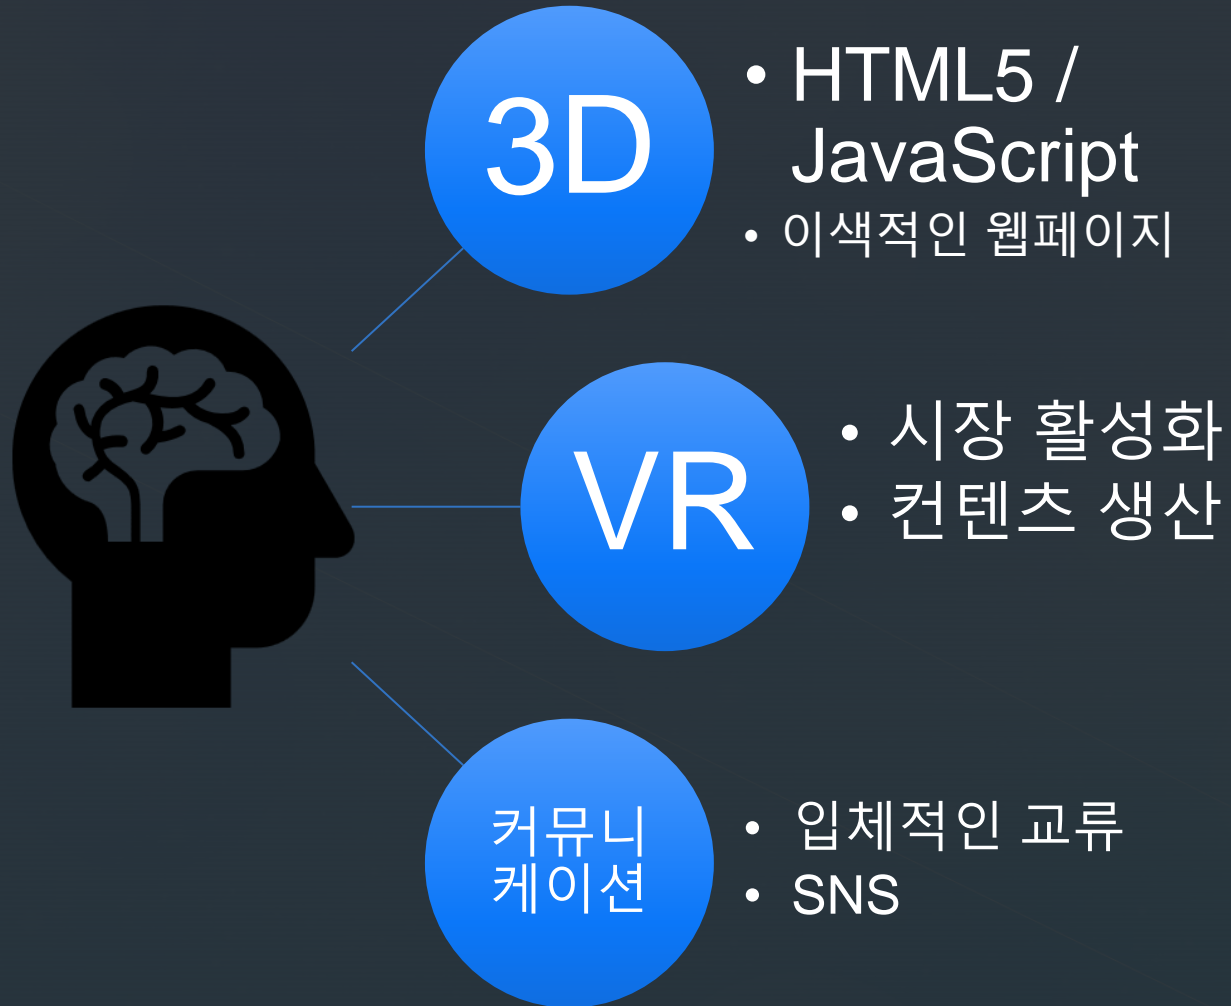 3D
• HTML5 /
JavaScript
• 이색적인 웹페이지
VR
• 시장 활성화
• 컨텐츠 생산
커뮤니
케이션
• 입체적인 교류
• SNS